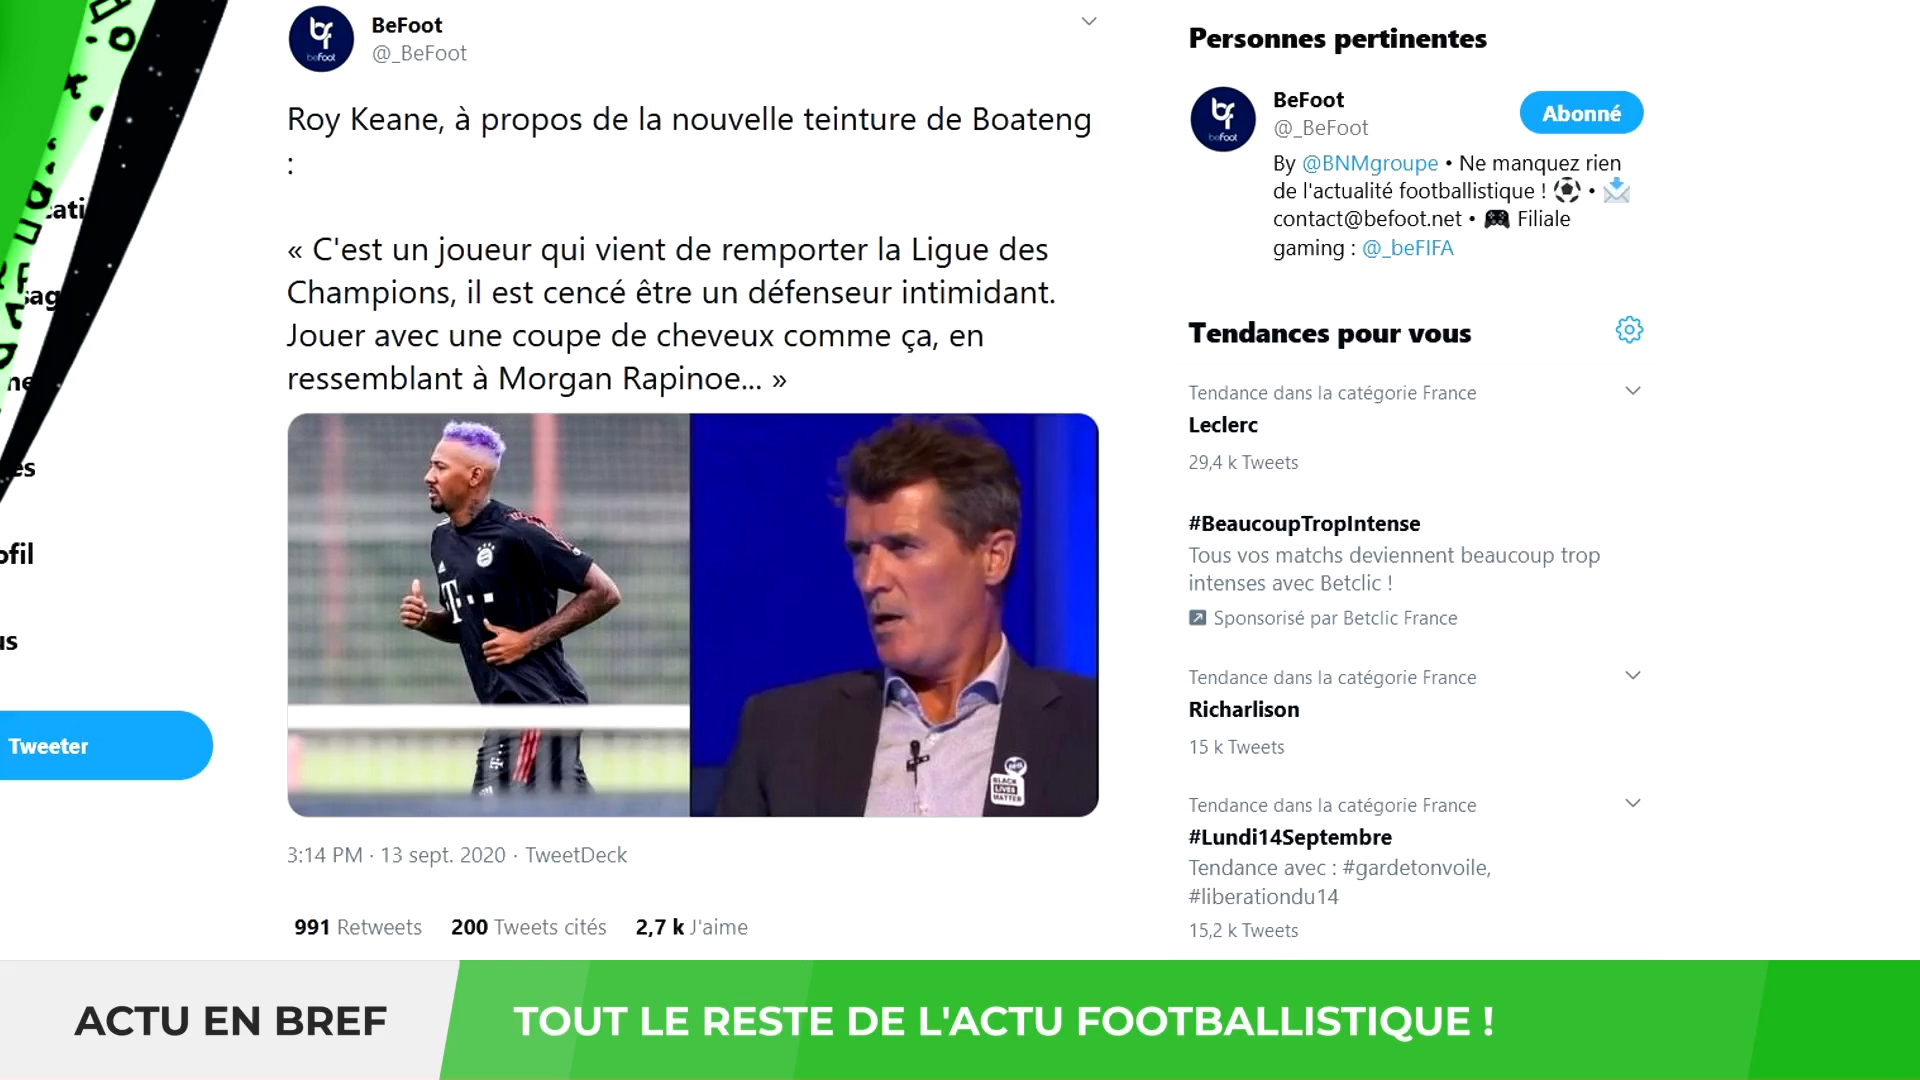 BeFoot
@_BeFoot
Roy Keane, à propos de la nouvelle teinture de Boateng
:
« C'est un joueur qui vient de remporter la Ligue des
Champions, il est cencé être un défenseur intimidant.
Jouer avec une coupe de cheveux comme ça, en
ressemblant à Morgan Rapinoe... »
BLACK
LIVES
MATTER
3:14 PM · 13 sept. 2020 · TweetDeck
991 Retweets 200 Tweets cités 2,7 k J'aime
Tweeter
Personnes pertinentes
BeFoot
@_BeFoot
Abonné
By @BNMgroupe • Ne manquez rien
de l'actualité footballistique ! ⚽ • 📩
contact@befoot.net • 🎮 Filiale
gaming : @_beFIFA
Tendances pour vous
Tendance dans la catégorie France
Leclerc
29,4 k Tweets
#BeaucoupTropIntense
Tous vos matchs deviennent beaucoup trop
intenses avec Betclic !
Sponsorisé par Betclic France
Tendance dans la catégorie France
Richarlison
15 k Tweets
Tendance dans la catégorie France
#Lundi14Septembre
Tendance avec : #gardetonvoile,
#liberationdu14
15,2 k Tweets
ACTU EN BREF
TOUT LE RESTE DE L'ACTU FOOTBALLISTIQUE !